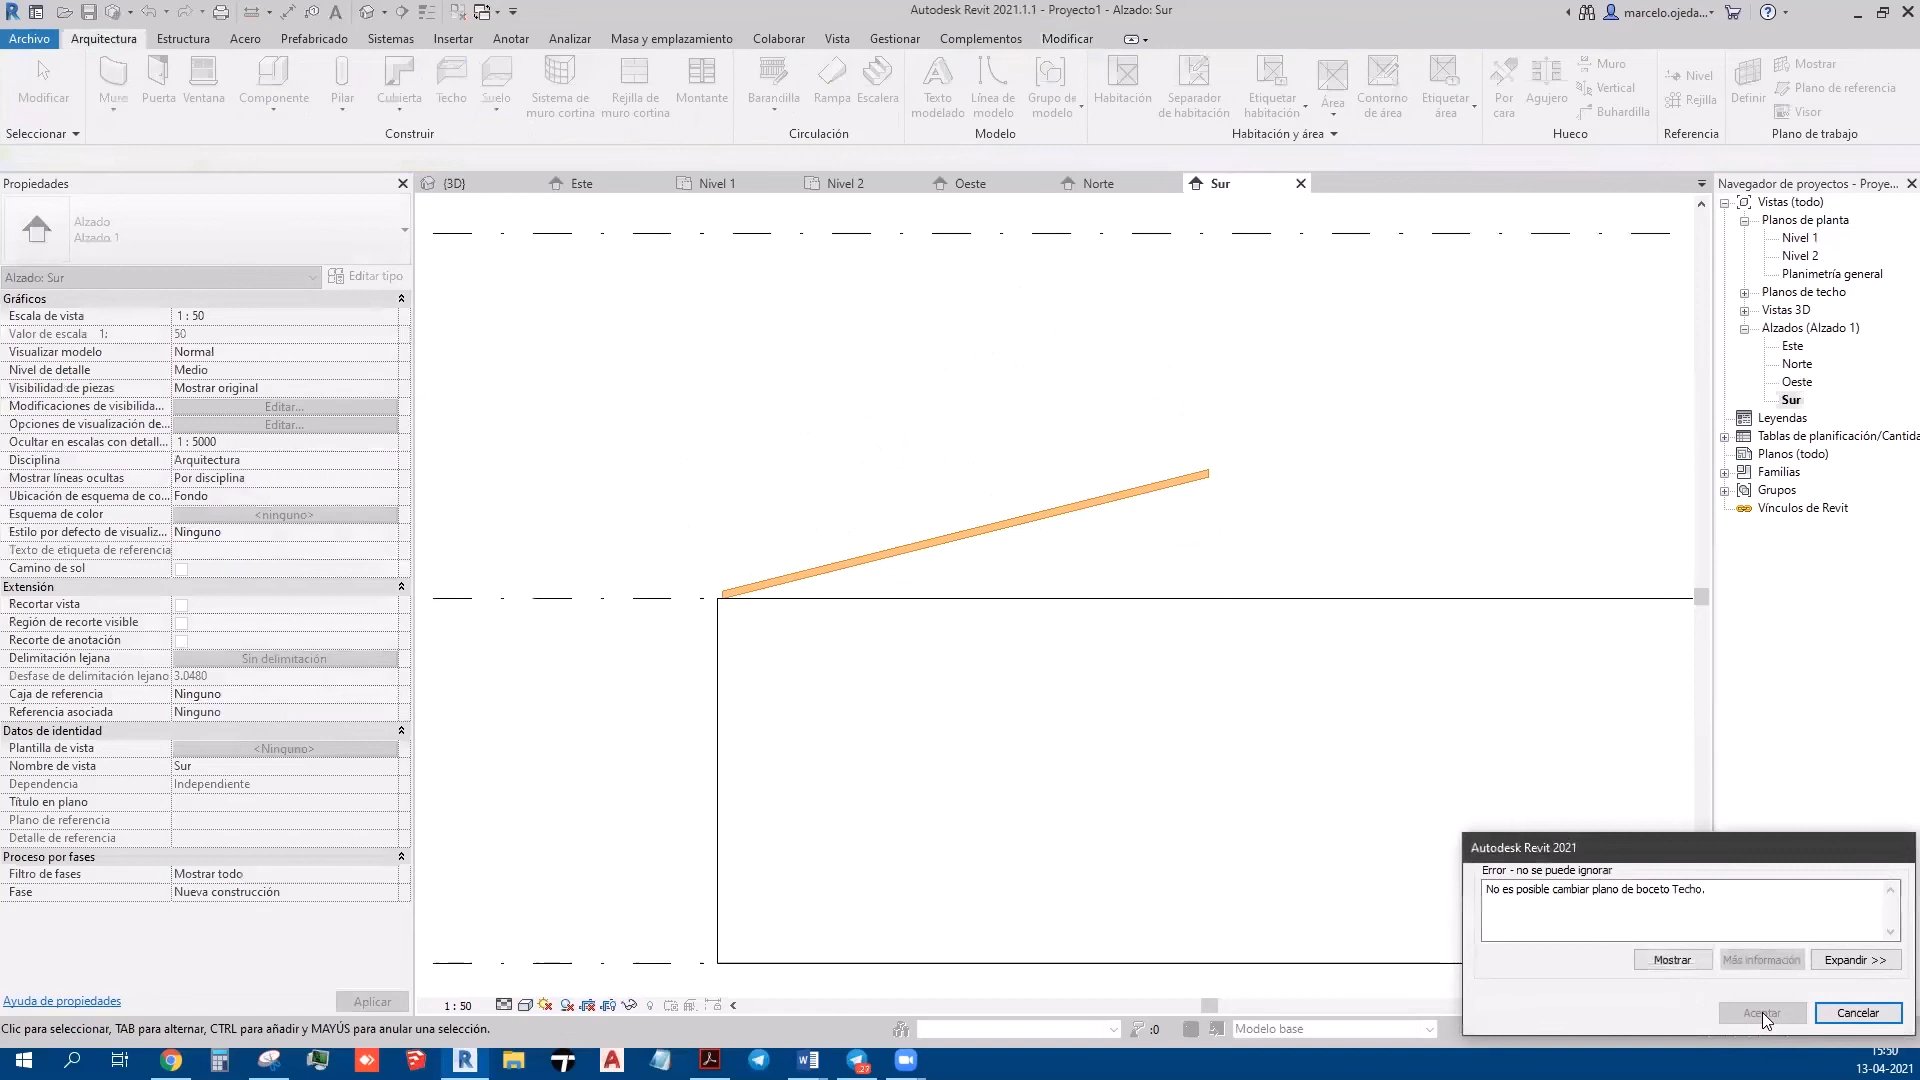 Autodesk Revit 2021.1.1 - Proyecto1 - Alzado: Sur
marcelo.ojeda...
Archivo Arquitectura Estructura Acero Prefabricado Sistemas Insertar Anotar Analizar Masa y emplazamiento Colaborar Vista Gestionar Complementos Modificar
Modificar
Muro Puerta Ventana Componente Pilar Cubierta Techo Suelo
Sistema de muro cortina
Rejilla de muro cortina
Montante
Barandilla Rampa Escalera
Texto modelado
Línea de modelo
Grupo de modelo
Habitación
Separador de habitación
Etiquetar habitación
Área
Contorno de área
Etiquetar área
Por cara
Agujero
Muro
Vertical
Buhardilla
Nivel
Rejilla
Definir
Mostrar
Plano de referencia
Visor
Seleccionar Construir Circulación Modelo Habitación y área Hueco Referencia Plano de trabajo
Propiedades
Alzado
Alzado 1
Alzado: Sur Editar tipo
Gráficos
Escala de vista 1 : 50
Valor de escala 1: 50
Visualizar modelo Normal
Nivel de detalle Medio
Visibilidad de piezas Mostrar original
Modificaciones de visibilida... Editar...
Opciones de visualización de... Editar...
Ocultar en escalas con detall... 1 : 5000
Disciplina Arquitectura
Mostrar líneas ocultas Por disciplina
Ubicación de esquema de co... Fondo
Esquema de color <ninguno>
Estilo por defecto de visualiz... Ninguno
Texto de etiqueta de referencia
Camino de sol
Extensión
Recortar vista
Región de recorte visible
Recorte de anotación
Delimitación lejana Sin delimitación
Desfase de delimitación lejano 3.0480
Caja de referencia Ninguno
Referencia asociada Ninguno
Datos de identidad
Plantilla de vista <Ninguno>
Nombre de vista Sur
Dependencia Independiente
Título en plano
Plano de referencia
Detalle de referencia
Proceso por fases
Filtro de fases Mostrar todo
Fase Nueva construcción
Ayuda de propiedades Aplicar
{3D} Este Nivel 1 Nivel 2 Oeste Norte Sur
1 : 50
Navegador de proyectos - Proye...
Vistas (todo)
Planos de planta
Nivel 1
Nivel 2
Planimetría general
Planos de techo
Vistas 3D
Alzados (Alzado 1)
Este
Norte
Oeste
Sur
Leyendas
Tablas de planificación/Cantida
Planos (todo)
Familias
Grupos
Vínculos de Revit
Autodesk Revit 2021
Error - no se puede ignorar
No es posible cambiar plano de boceto Techo.
Mostrar Más información Expandir >>
Aceptar Cancelar
Clic para seleccionar, TAB para alternar, CTRL para añadir y MAYÚS para anular una selección.
:0 Modelo base
15:50
13-04-2021